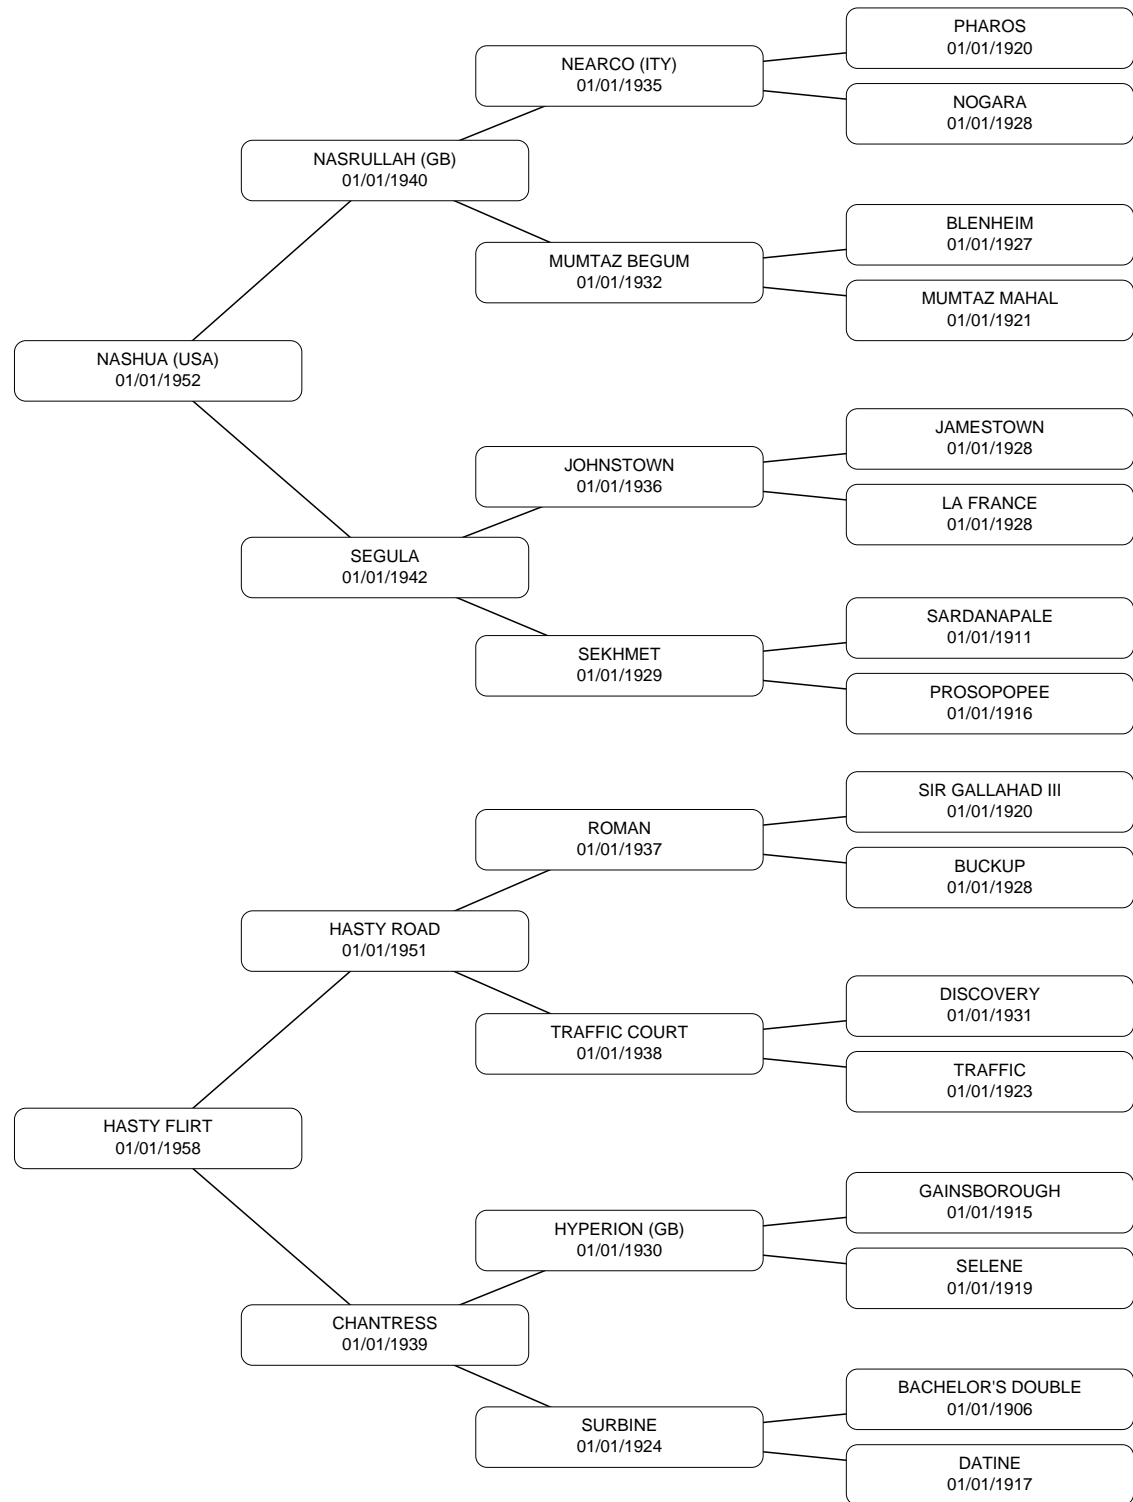 PHAROS
01/01/1920
NEARCO (ITY)
01/01/1935
NOGARA
01/01/1928
NASRULLAH (GB)
01/01/1940
BLENHEIM
01/01/1927
MUMTAZ BEGUM
01/01/1932
MUMTAZ MAHAL
01/01/1921
NASHUA (USA)
01/01/1952
JAMESTOWN
01/01/1928
JOHNSTOWN
01/01/1936
LA FRANCE
01/01/1928
SEGULA
01/01/1942
SARDANAPALE
01/01/1911
SEKHMET
01/01/1929
PROSOPOPEE
01/01/1916
SIR GALLAHAD III
01/01/1920
ROMAN
01/01/1937
BUCKUP
01/01/1928
HASTY ROAD
01/01/1951
DISCOVERY
01/01/1931
TRAFFIC COURT
01/01/1938
TRAFFIC
01/01/1923
HASTY FLIRT
01/01/1958
GAINSBOROUGH
01/01/1915
HYPERION (GB)
01/01/1930
SELENE
01/01/1919
CHANTRESS
01/01/1939
BACHELOR'S DOUBLE
01/01/1906
SURBINE
01/01/1924
DATINE
01/01/1917